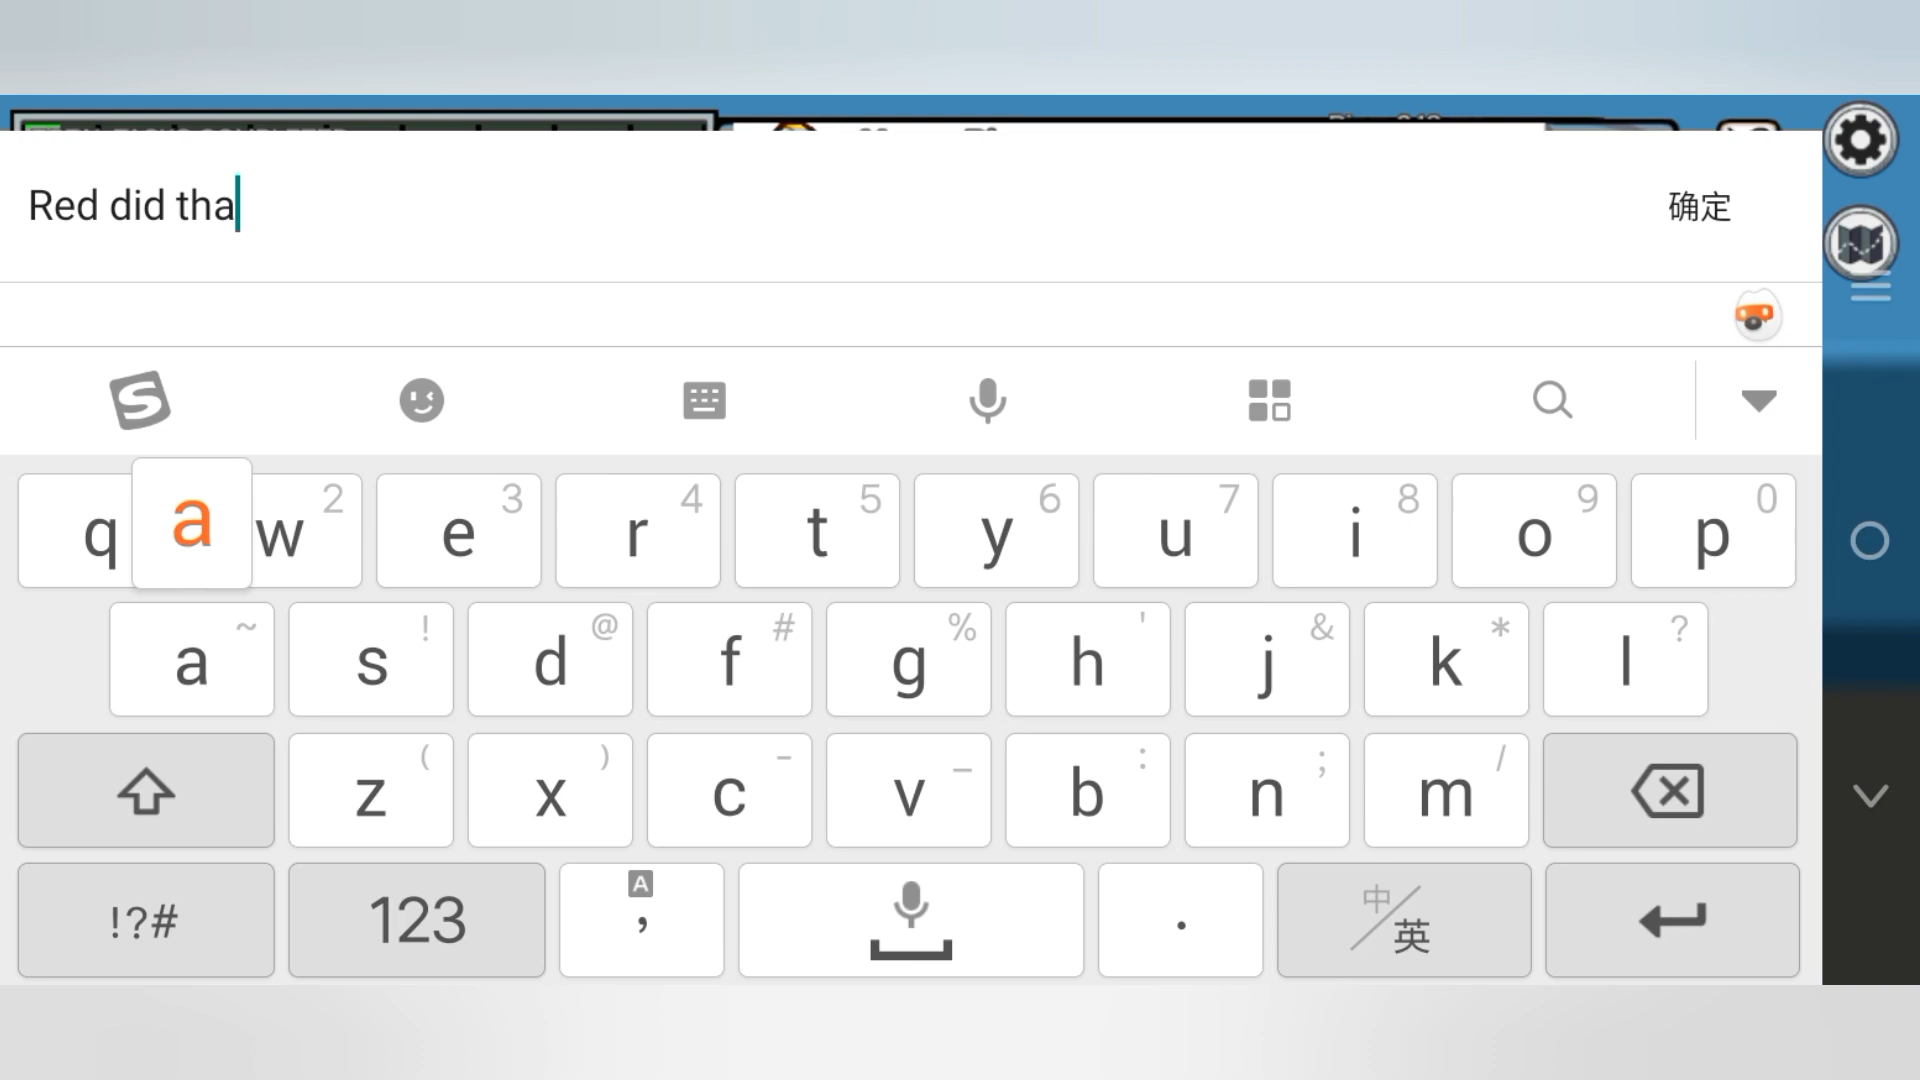 Red did tha
确定
q a w 2 e 3 r 4 t 5 y 6 u 7 i 8 o 9 p 0
a ~ s ! d @ f # g % h ' j & k * l ?
z ( x ) c - v _ b : n ; m /
!?# 123 A , . 中/英